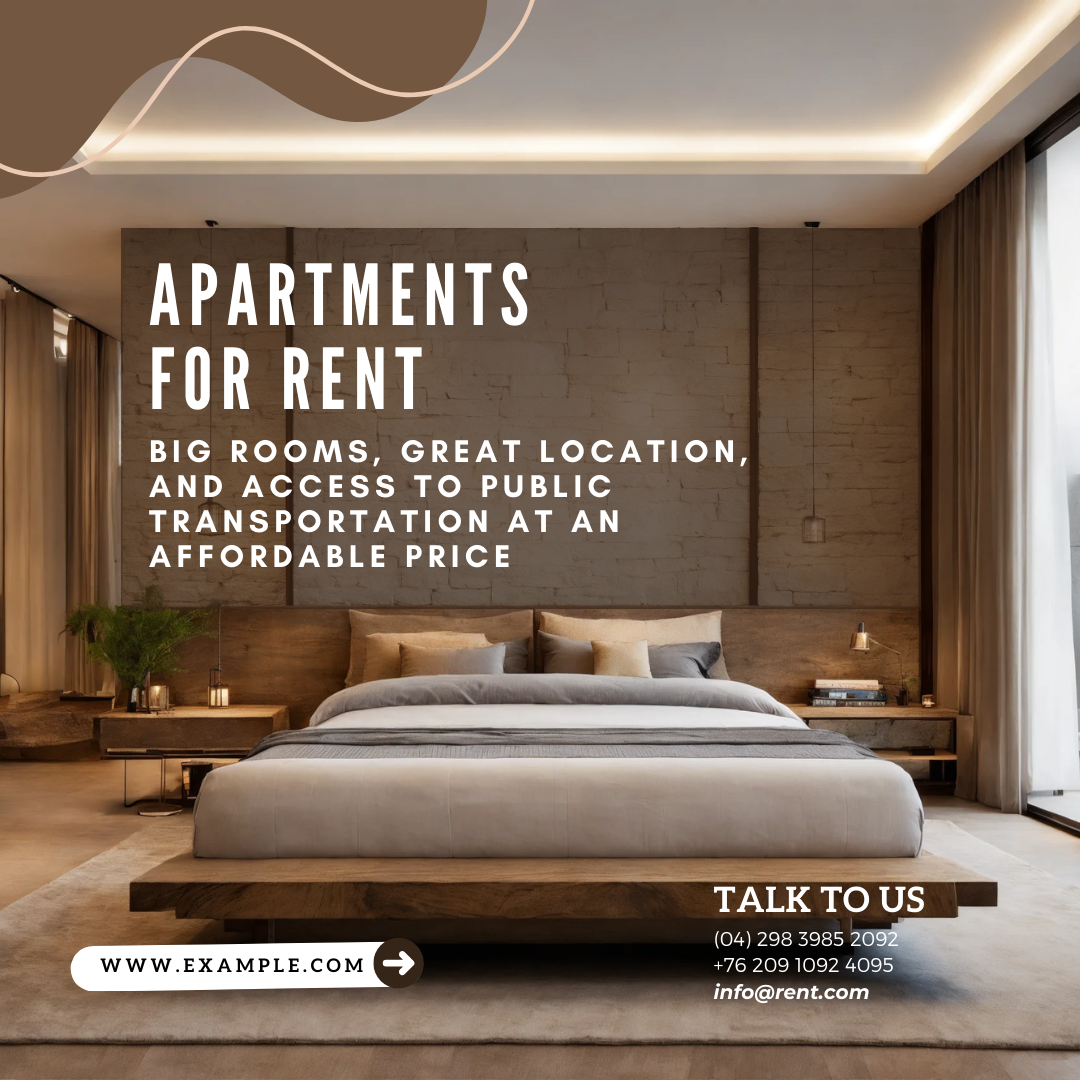 APARTMENTS
FOR RENT
BIG ROOMS, GREAT LOCATION,
AND ACCESS TO PUBLIC
TRANSPORTATION AT AN
AFFORDABLE PRICE
TALK TO US
(04) 298 3985 2092
+76 209 1092 4095
info@rent.com
WWW.EXAMPLE.COM